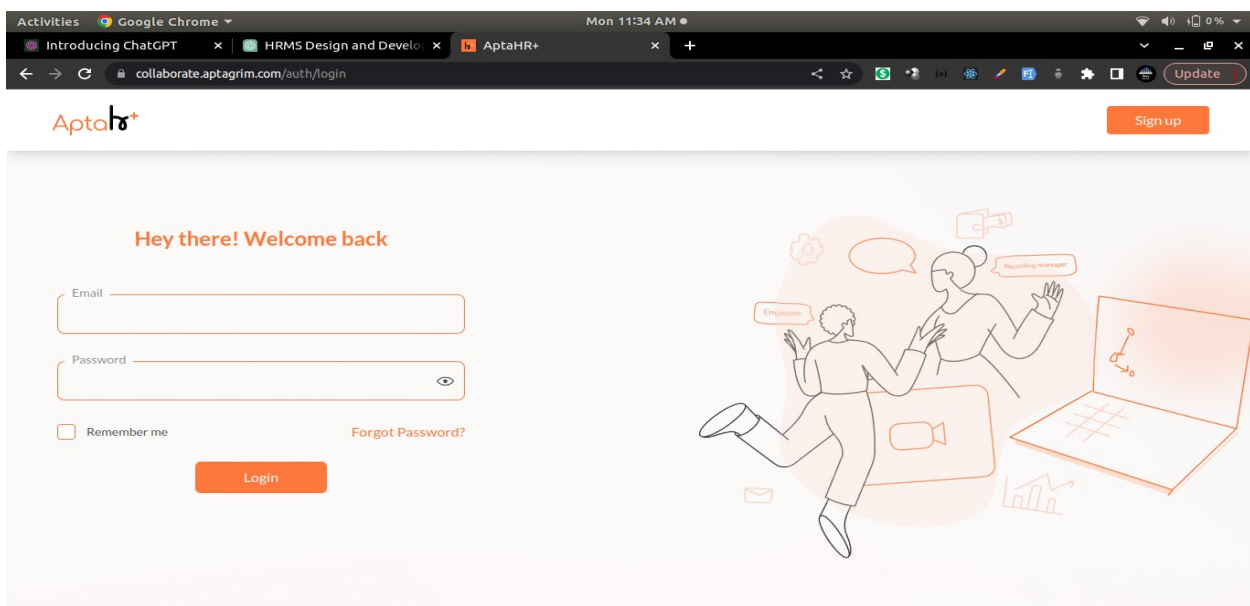 Activities Google Chrome Mon 11:34 AM 0 %
Introducing ChatGPT HRMS Design and Develo AptaHR+
collaborate.aptagrim.com/auth/login Update
Aptahr+ Sign up
Hey there! Welcome back
Reporting manager
Email
Employee
Password
Remember me Forgot Password?
Login